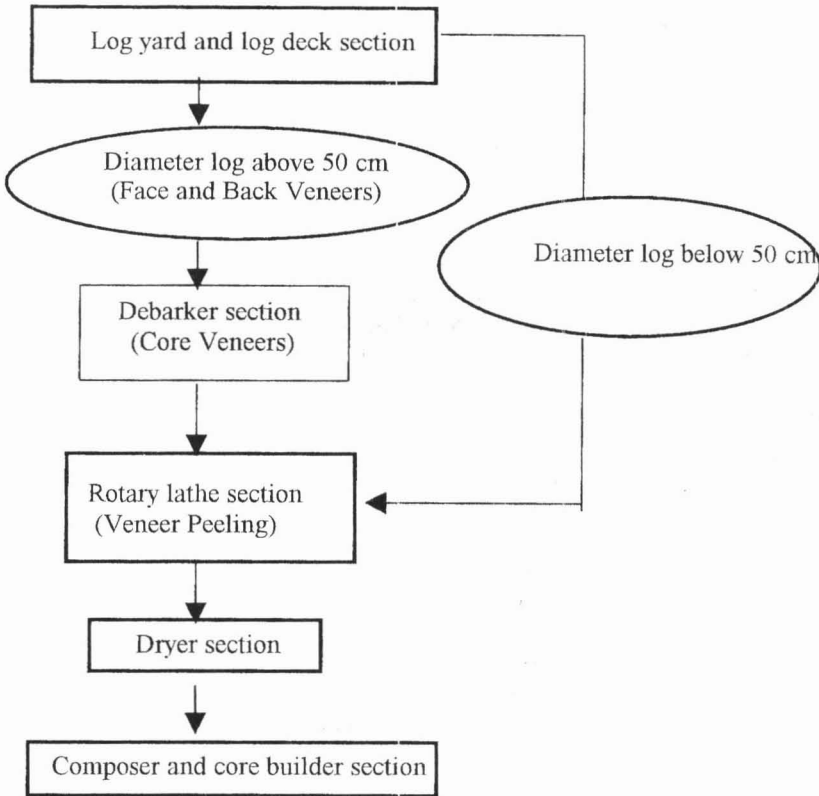 Log yard and log deck section
Diameter log above 50 cm
(Face and Back Veneers)
Diameter log below 50 cm
Debarker section
(Core Veneers)
Rotary lathe section
(Veneer Peeling)
Dryer section
Composer and core builder section